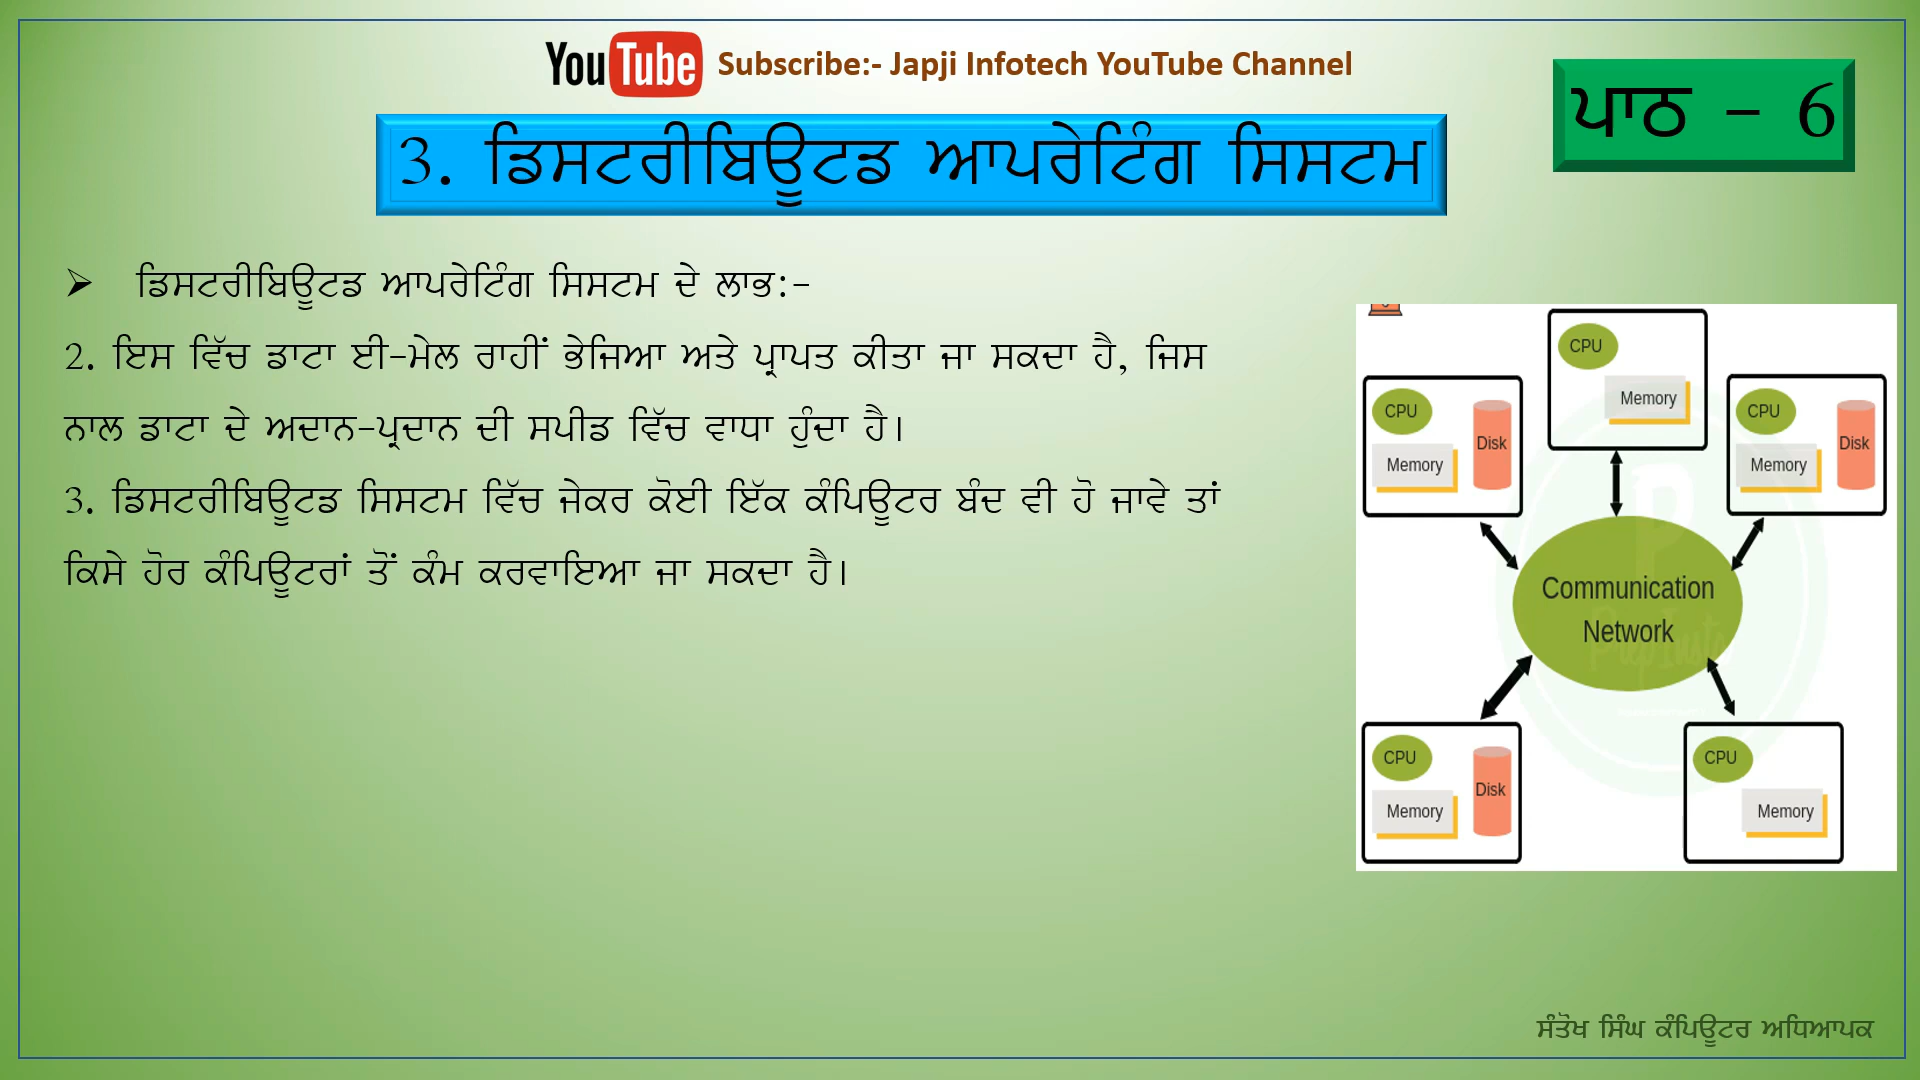 YouTube Subscribe:- Japji Infotech YouTube Channel
ਪਾਠ - 6
3. ਡਿਸਟਰੀਬਿਊਟਡ ਆਪਰੇਟਿੰਗ ਸਿਸਟਮ
➢ ਡਿਸਟਰੀਬਿਊਟਡ ਆਪਰੇਟਿੰਗ ਸਿਸਟਮ ਦੇ ਲਾਭ:-
2. ਇਸ ਵਿੱਚ ਡਾਟਾ ਈ-ਮੇਲ ਰਾਹੀਂ ਭੇਜਿਆ ਅਤੇ ਪ੍ਰਾਪਤ ਕੀਤਾ ਜਾ ਸਕਦਾ ਹੈ, ਜਿਸ
ਨਾਲ ਡਾਟਾ ਦੇ ਅਦਾਨ-ਪ੍ਰਦਾਨ ਦੀ ਸਪੀਡ ਵਿੱਚ ਵਾਧਾ ਹੁੰਦਾ ਹੈ।
3. ਡਿਸਟਰੀਬਿਊਟਡ ਸਿਸਟਮ ਵਿੱਚ ਜੇਕਰ ਕੋਈ ਇੱਕ ਕੰਪਿਊਟਰ ਬੰਦ ਵੀ ਹੋ ਜਾਵੇ ਤਾਂ
ਕਿਸੇ ਹੋਰ ਕੰਪਿਊਟਰਾਂ ਤੋਂ ਕੰਮ ਕਰਵਾਇਆ ਜਾ ਸਕਦਾ ਹੈ।
CPU
Memory
CPU
Memory
Disk
CPU
Memory
Disk
Communication
Network
CPU
Memory
Disk
CPU
Memory
ਸੰਤੋਖ ਸਿੰਘ ਕੰਪਿਊਟਰ ਅਧਿਆਪਕ